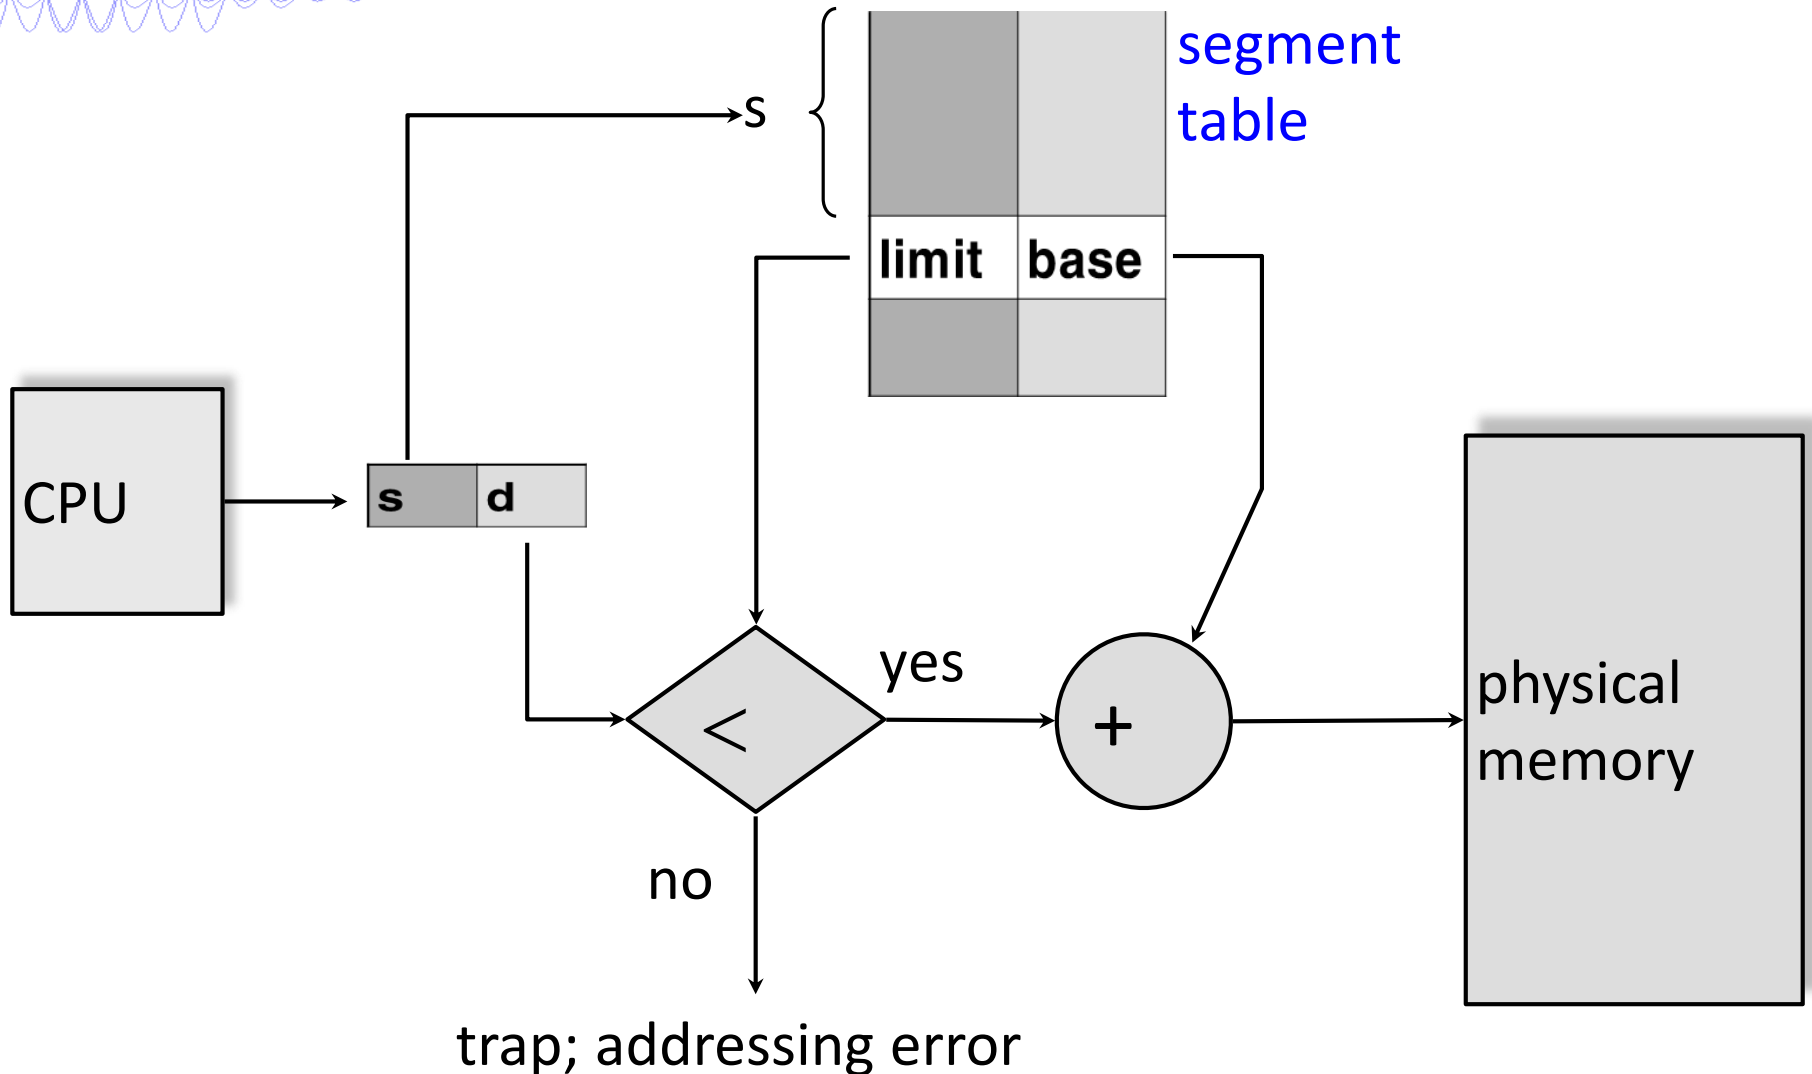 segment
table
s
limit base
CPU
s d
yes
<
+
physical
memory
no
trap; addressing error